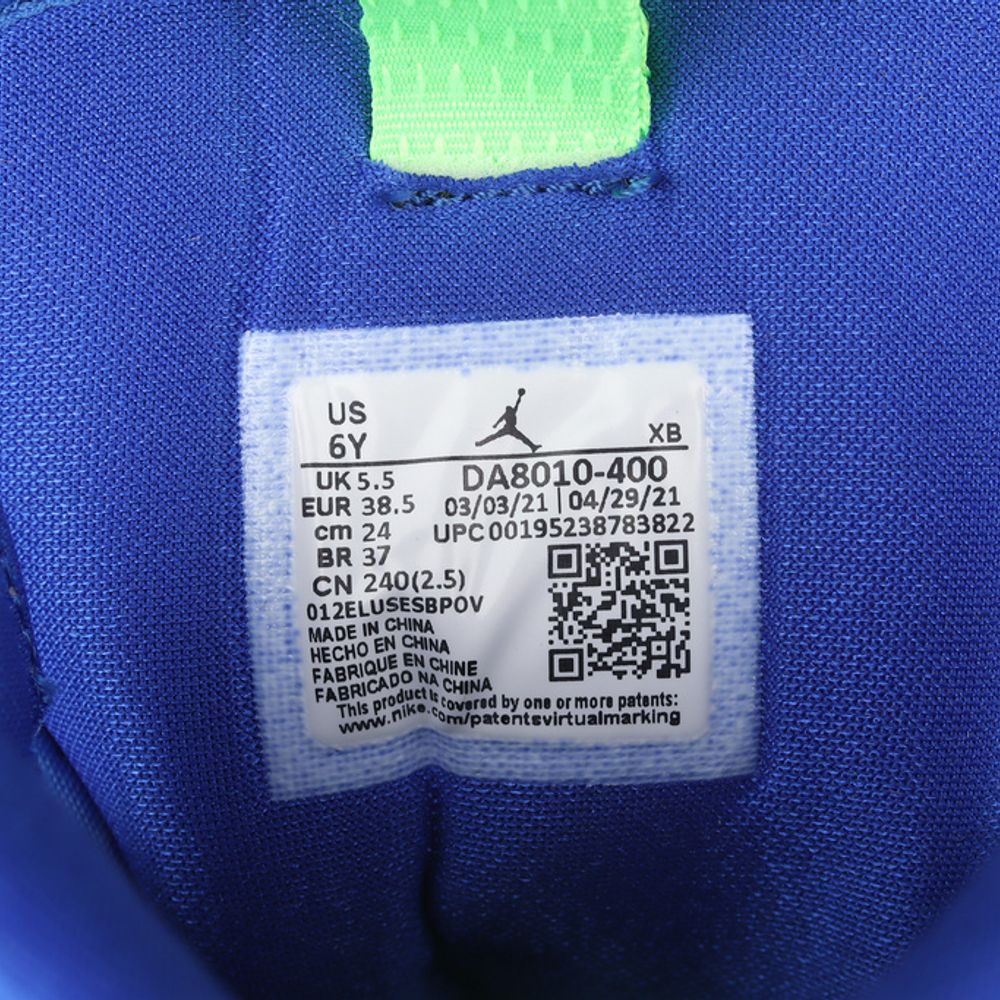 US
6Y
XB
UK 5.5
EUR 38.5
cm 24
BR 37
CN 240(2.5)
DA8010-400
03/03/21 | 04/29/21
UPC 00195238783822
012ELUSESBPOV
MADE IN CHINA
HECHO EN CHINA
FABRIQUE EN CHINE
FABRICADO NA CHINA
This product is covered by one or more patents:
www.nike.com/patentsvirtualmarking